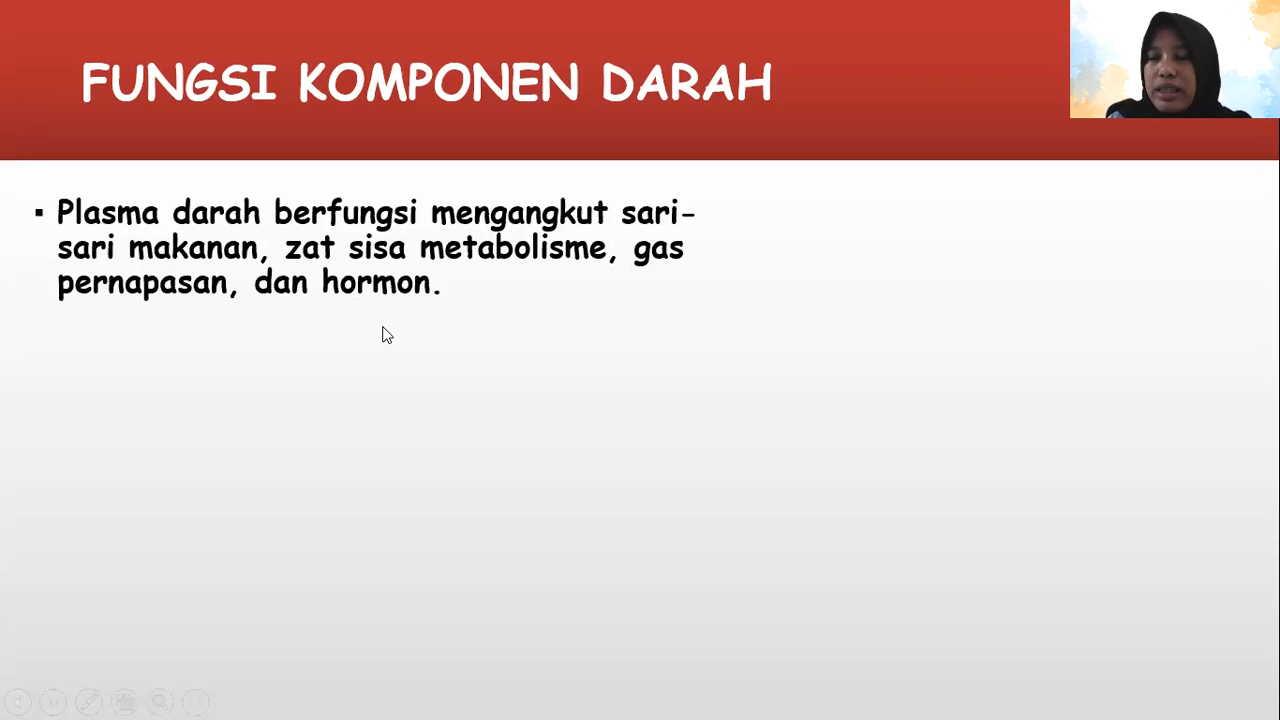 FUNGSI KOMPONEN DARAH
▪ Plasma darah berfungsi mengangkut sari-
sari makanan, zat sisa metabolisme, gas
pernapasan, dan hormon.